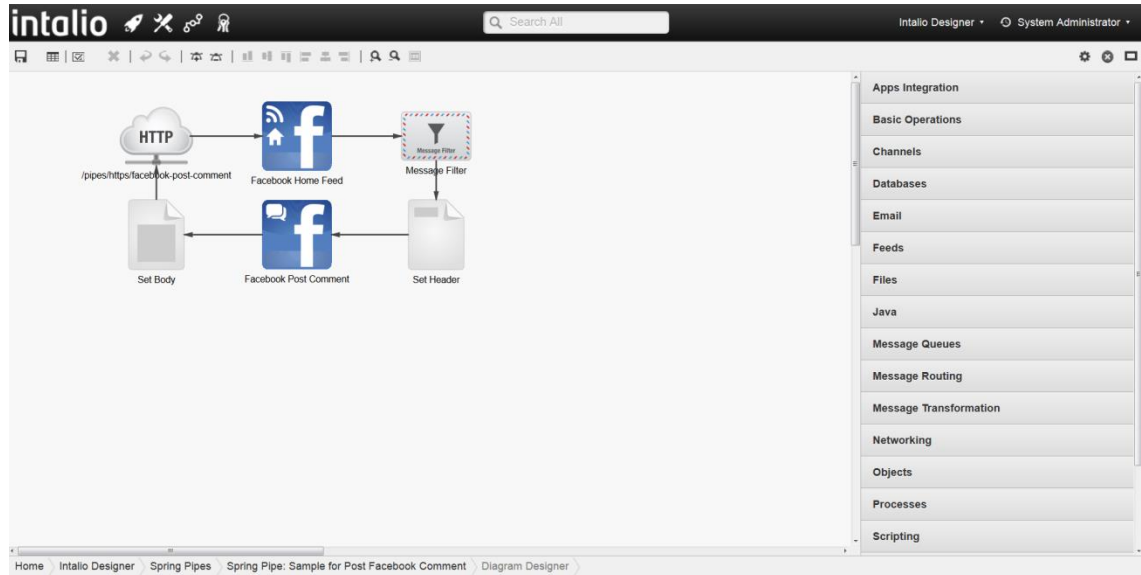 intalio
Search All
Intalio Designer
System Administrator
HTTP
/pipes/https/facebook-post-comment
Facebook Home Feed
Message Filter
Message Filter
Set Body
Facebook Post Comment
Set Header
Apps Integration
Basic Operations
Channels
Databases
Email
Feeds
Files
Java
Message Queues
Message Routing
Message Transformation
Networking
Objects
Processes
Scripting
Home
Intalio Designer
Spring Pipes
Spring Pipe: Sample for Post Facebook Comment
Diagram Designer